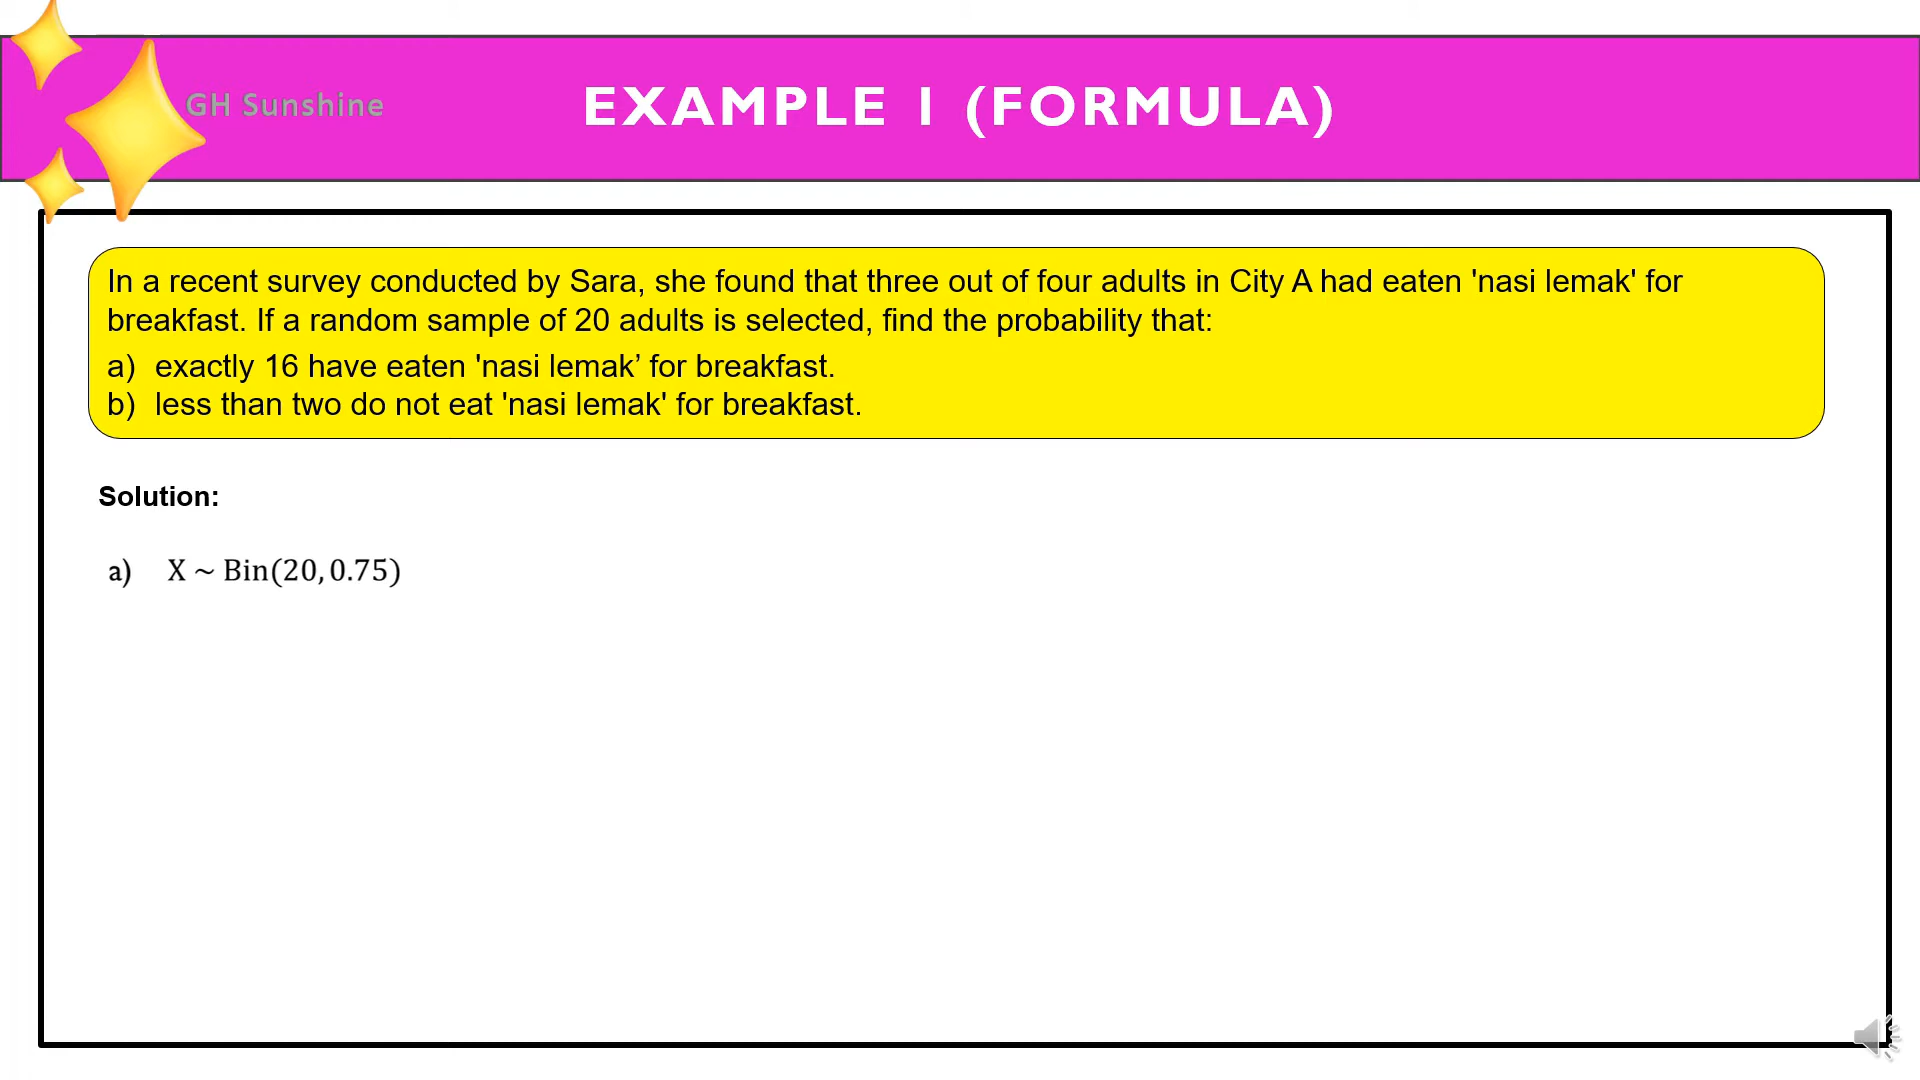 GH Sunshine
EXAMPLE 1 (FORMULA)
In a recent survey conducted by Sara, she found that three out of four adults in City A had eaten 'nasi lemak' for
breakfast. If a random sample of 20 adults is selected, find the probability that:
a) exactly 16 have eaten 'nasi lemak’ for breakfast.
b) less than two do not eat 'nasi lemak' for breakfast.
Solution:
a) X ~ Bin(20, 0.75)